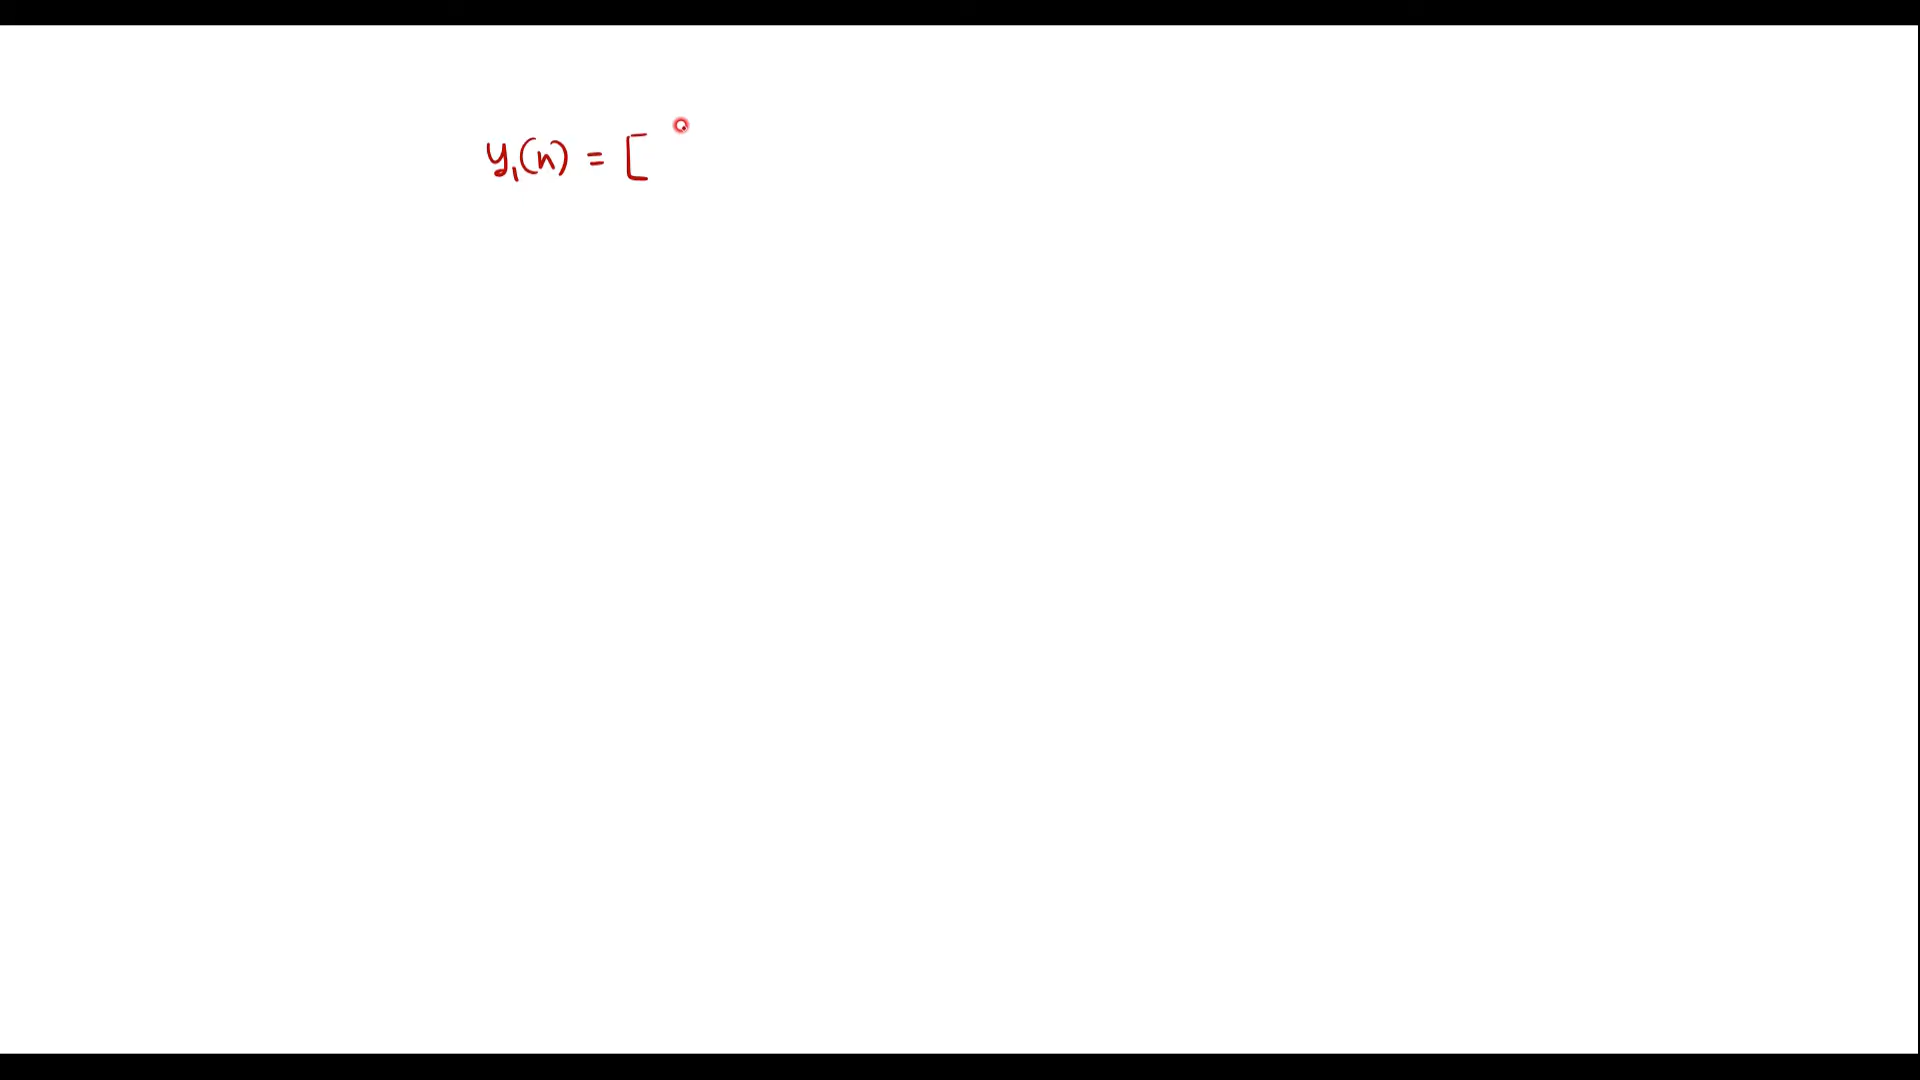 y₁(n) = [